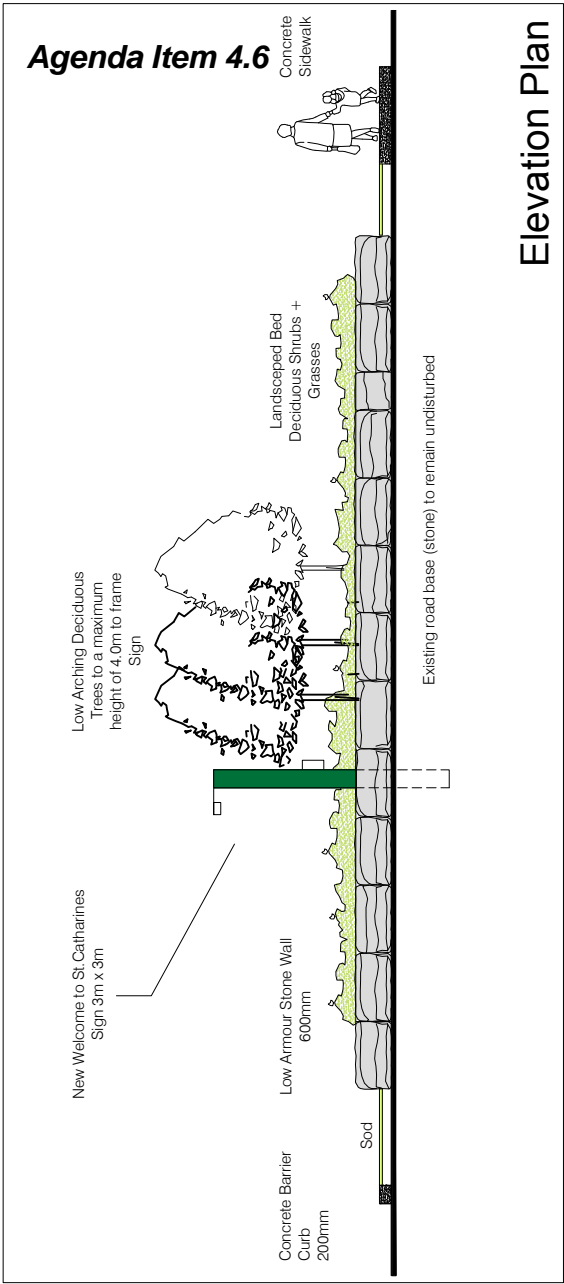 Agenda Item 4.6
New Welcome to St.Catharines
Sign 3m x 3m
Low Arching Deciduous
Trees to a maximum
height of 4.0m to frame
Sign
Concrete Barrier
Curb
200mm
Low Armour Stone Wall
600mm
Landsceped Bed
Deciduous Shrubs +
Grasses
Concrete
Sidewalk
Sod
Existing road base (stone) to remain undisturbed
Elevation Plan